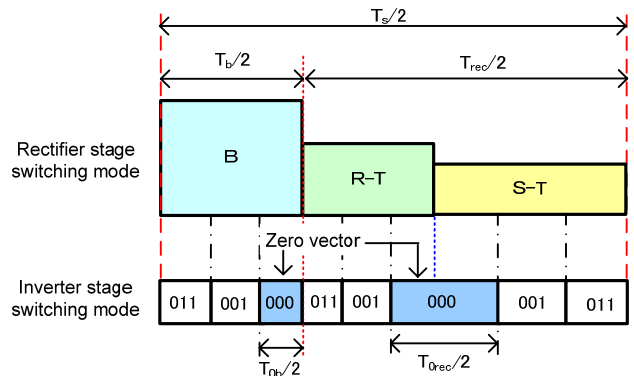 Ts/2
Tb/2
Trec/2
Rectifier stage
switching mode
B
R-T
S-T
Zero vector
Inverter stage
switching mode
011 001 000 011 001 000 001 011
T0b/2
T0rec/2